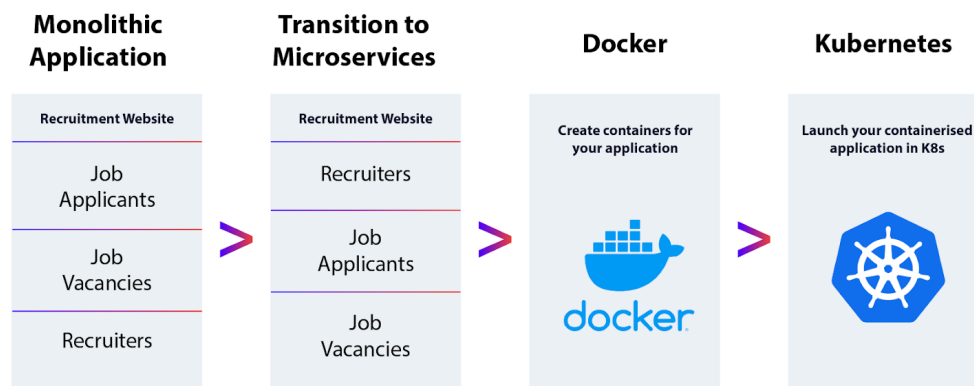 Monolithic
Application
Recruitment Website
Job
Applicants
Job
Vacancies
Recruiters
>
Transition to
Microservices
Recruitment Website
Recruiters
Job
Applicants
Job
Vacancies
>
Docker
Create containers for
your application
docker
>
Kubernetes
Launch your containerised
application in K8s